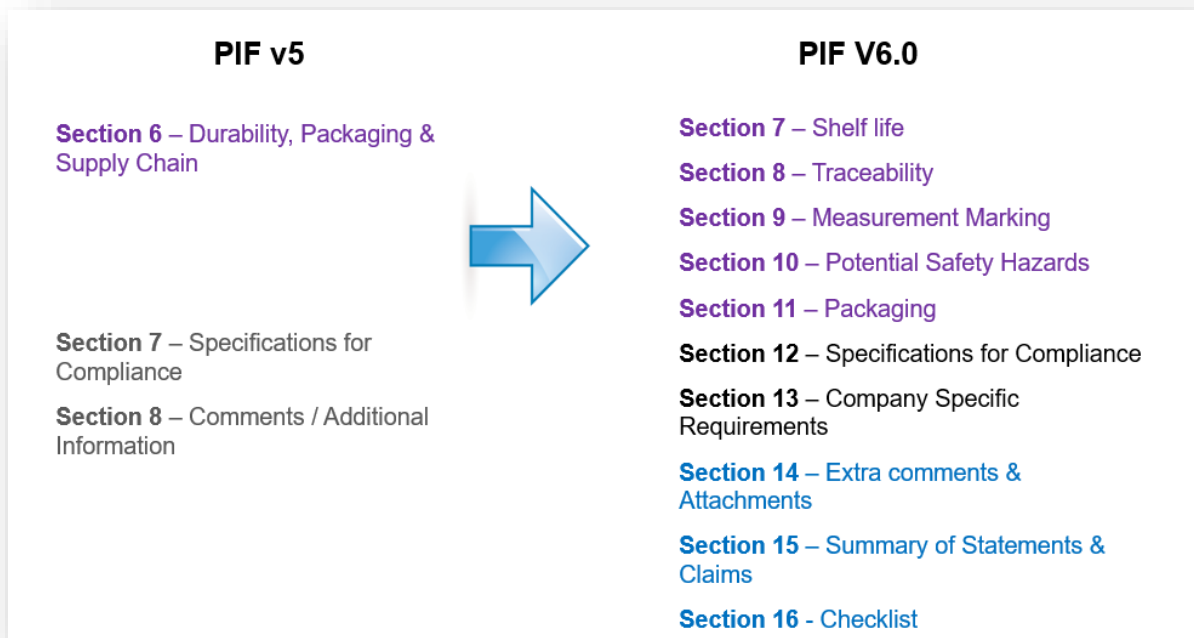 PIF v5
Section 6 – Durability, Packaging &
Supply Chain
Section 7 – Specifications for
Compliance
Section 8 – Comments / Additional
Information
PIF V6.0
Section 7 – Shelf life
Section 8 – Traceability
Section 9 – Measurement Marking
Section 10 – Potential Safety Hazards
Section 11 – Packaging
Section 12 – Specifications for Compliance
Section 13 – Company Specific
Requirements
Section 14 – Extra comments &
Attachments
Section 15 – Summary of Statements &
Claims
Section 16 - Checklist